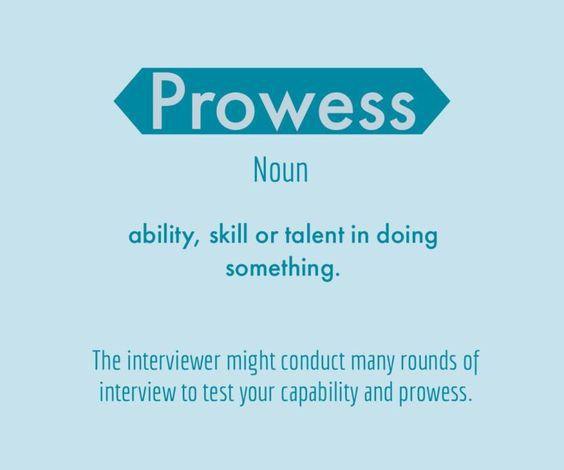 Prowess
Noun
ability, skill or talent in doing
something.
The interviewer might conduct many rounds of
interview to test your capability and prowess.